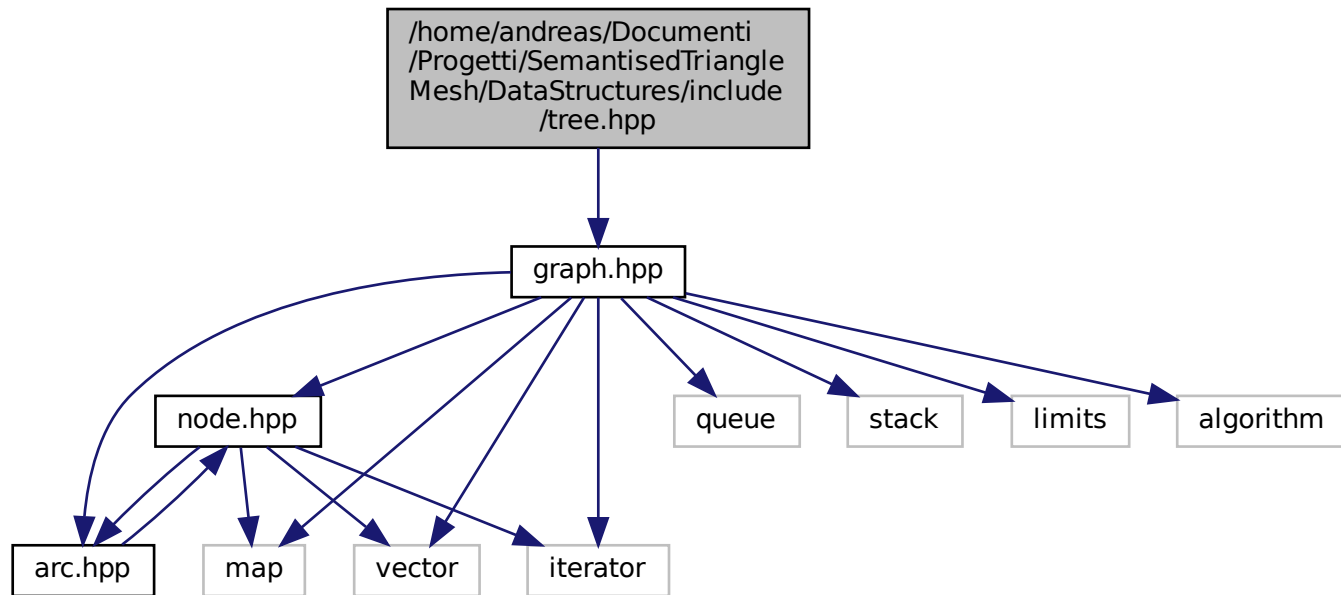 /home/andreas/Documenti
/Progetti/SemantisedTriangle
Mesh/DataStructures/include
/tree.hpp
graph.hpp
node.hpp
queue
stack
limits
algorithm
arc.hpp
map
vector
iterator